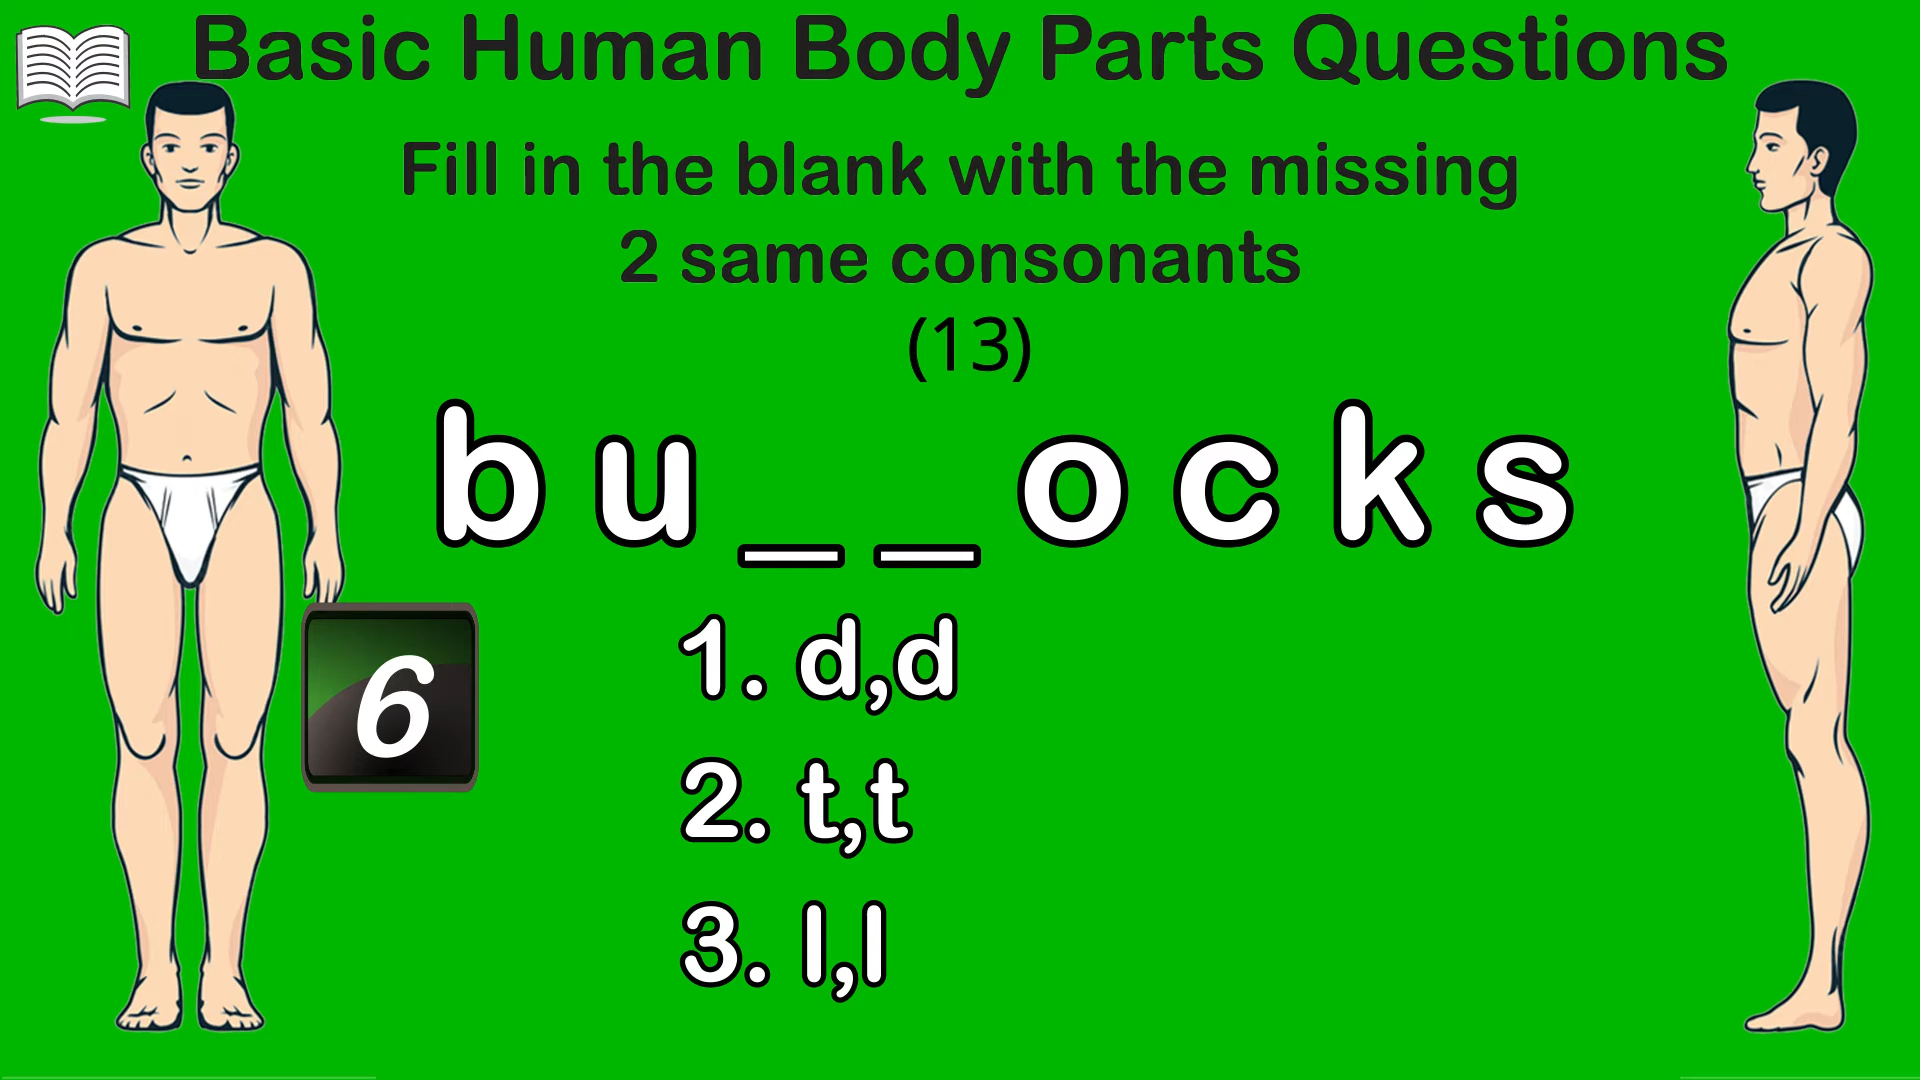 Basic Human Body Parts Questions
Fill in the blank with the missing
2 same consonants
(13)
b u _ _ o c k s
6
1. d,d
2. t,t
3. l,l